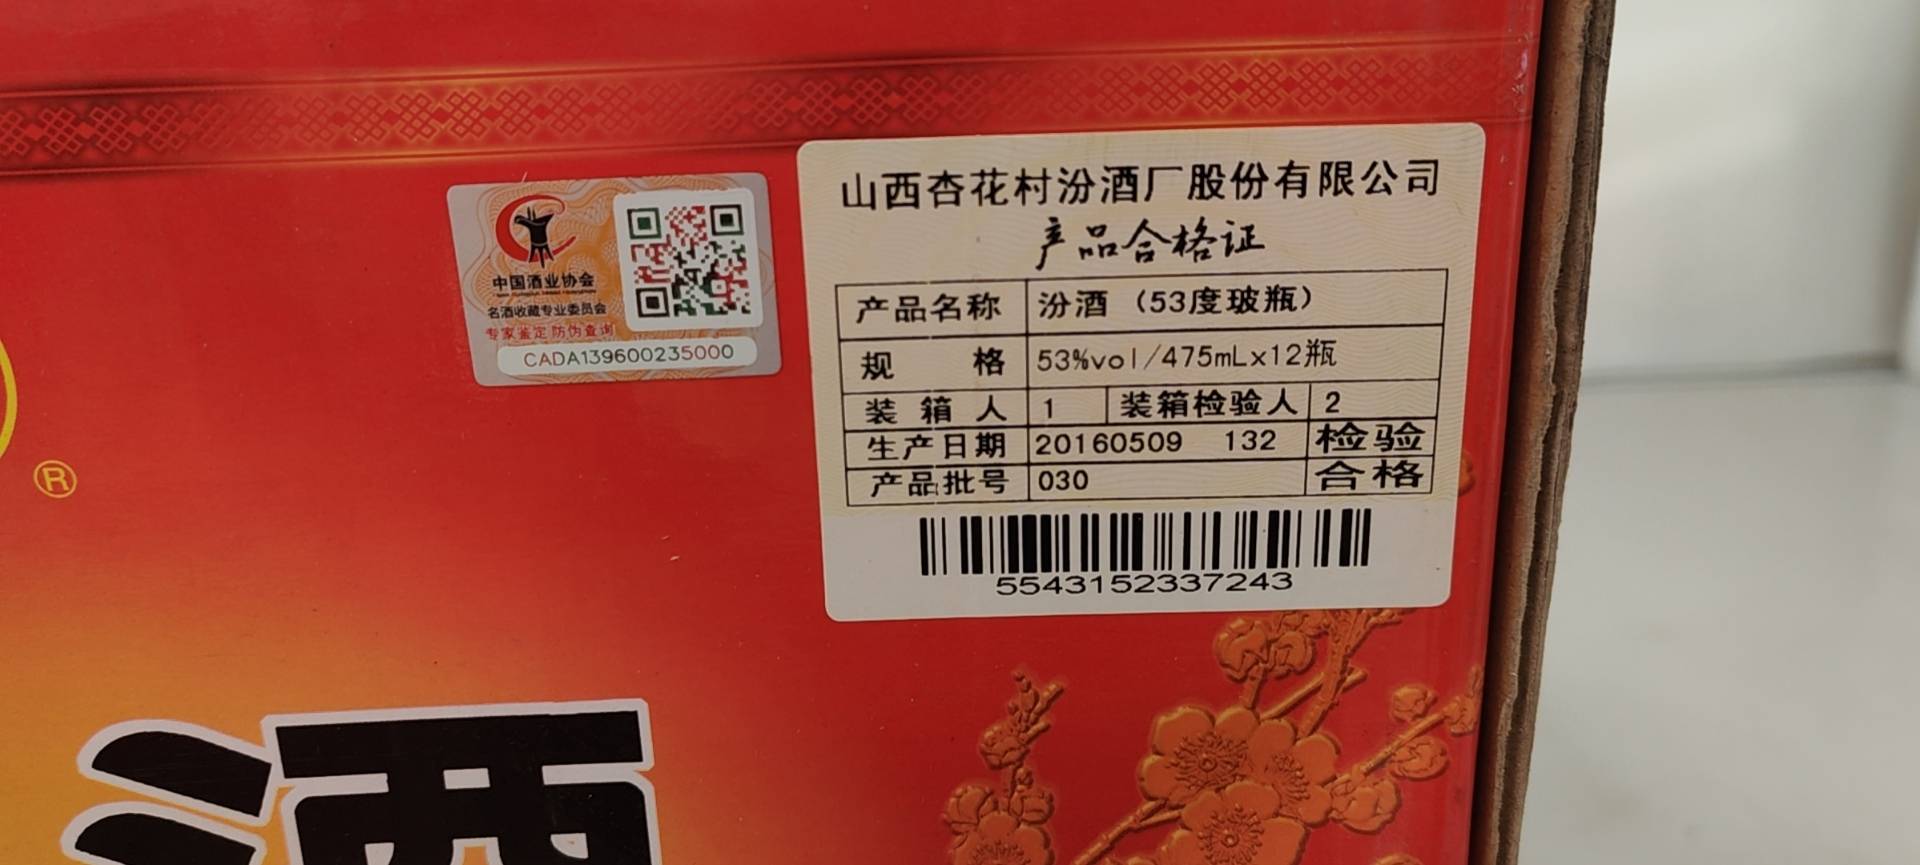 山西杏花村汾酒厂股份有限公司
产品合格证
产品名称 汾酒（53度玻瓶）
规 格 53%vol/475mLx12瓶
装箱人 1 装箱检验人 2
生产日期 20160509 132 检验
产品批号 030 合格
5543152337243
中国酒业协会
名酒收藏专业委员会
专家鉴定 防伪查询
CADA139600235000
®
酒